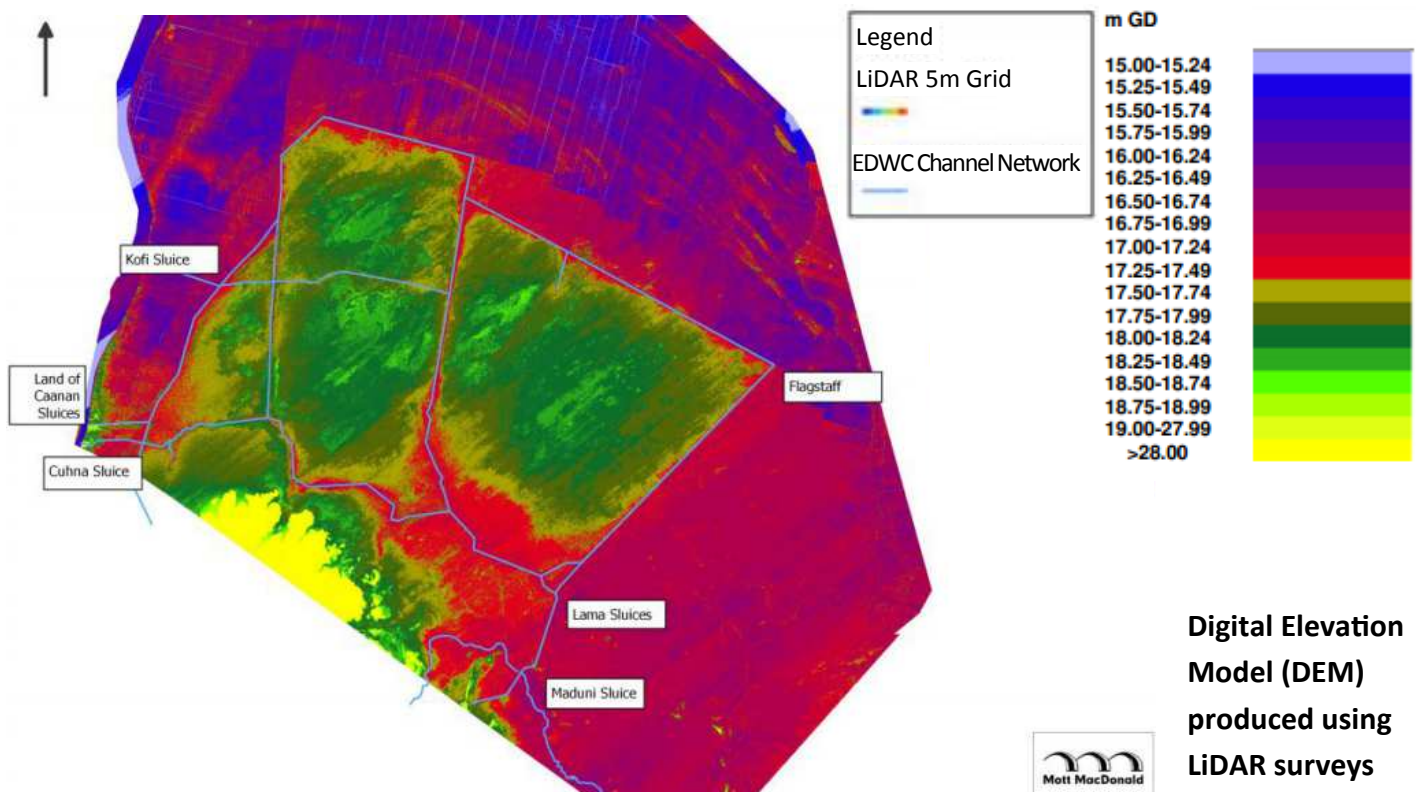 m GD
Legend
LiDAR 5m Grid
EDWC Channel Network
15.00-15.24
15.25-15.49
15.50-15.74
15.75-15.99
16.00-16.24
16.25-16.49
16.50-16.74
16.75-16.99
17.00-17.24
17.25-17.49
17.50-17.74
17.75-17.99
18.00-18.24
18.25-18.49
18.50-18.74
18.75-18.99
19.00-27.99
>28.00
Kofi Sluice
Land of
Caanan
Sluices
Flagstaff
Cuhna Sluice
Lama Sluices
Maduni Sluice
Digital Elevation
Model (DEM)
produced using
LiDAR surveys
Mott MacDonald